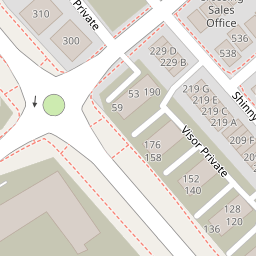 Sales
Office
310
300
Private
536
538
229 D
229 B
Shinny
53 190
59
219 G
219 E
219 C
219 A
Visor Private
176
158
152
140
128
120
136